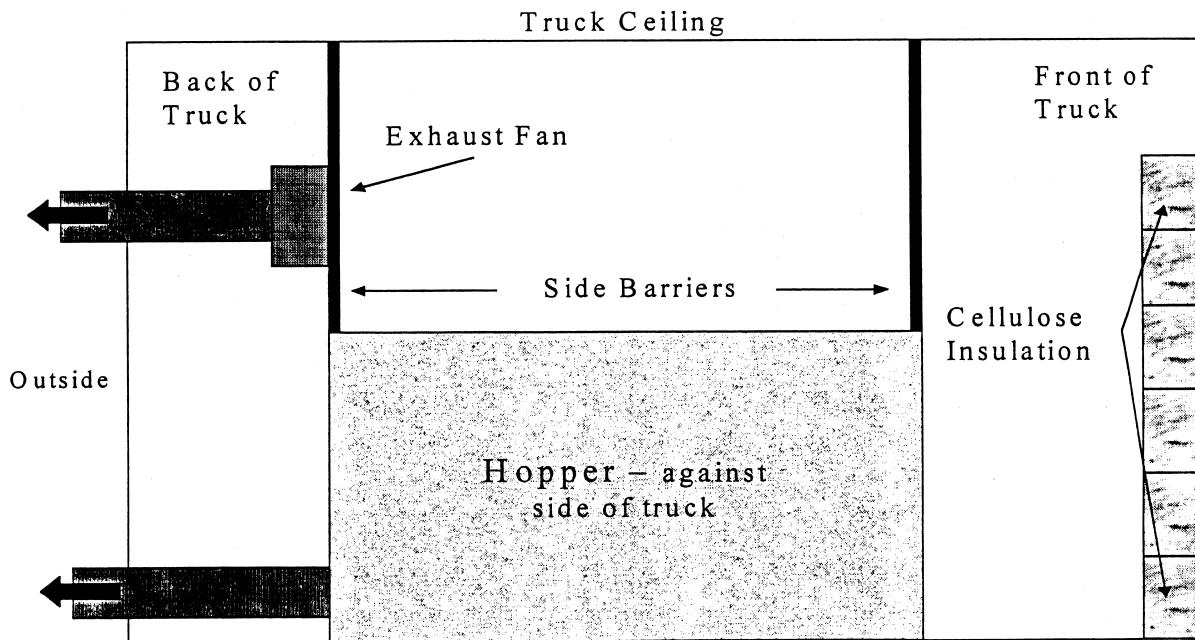 Truck Ceiling
Back of
Truck
Front of
Truck
Exhaust Fan
Side Barriers
Cellulose
Insulation
Outside
Hopper – against
side of truck